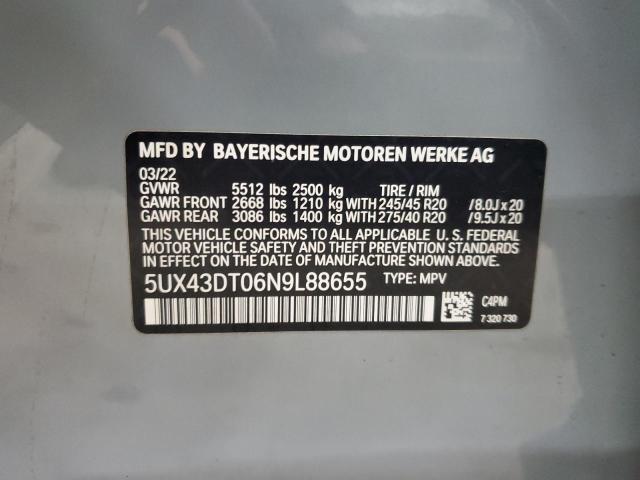 MFD BY BAYERISCHE MOTOREN WERKE AG
03/22
GVWR 5512 lbs 2500 kg TIRE / RIM
GAWR FRONT 2668 lbs 1210 kg WITH 245/45 R20 /8.0J x 20
GAWR REAR 3086 lbs 1400 kg WITH 275/40 R20 /9.5J x 20
THIS VEHICLE CONFORMS TO ALL APPLICABLE U. S. FEDERAL
MOTOR VEHICLE SAFETY AND THEFT PREVENTION STANDARDS
IN EFFECT ON THE DATE OF MANUFACTURE SHOWN ABOVE.
5UX43DT06N9L88655 TYPE: MPV
C4PM
7 320 730